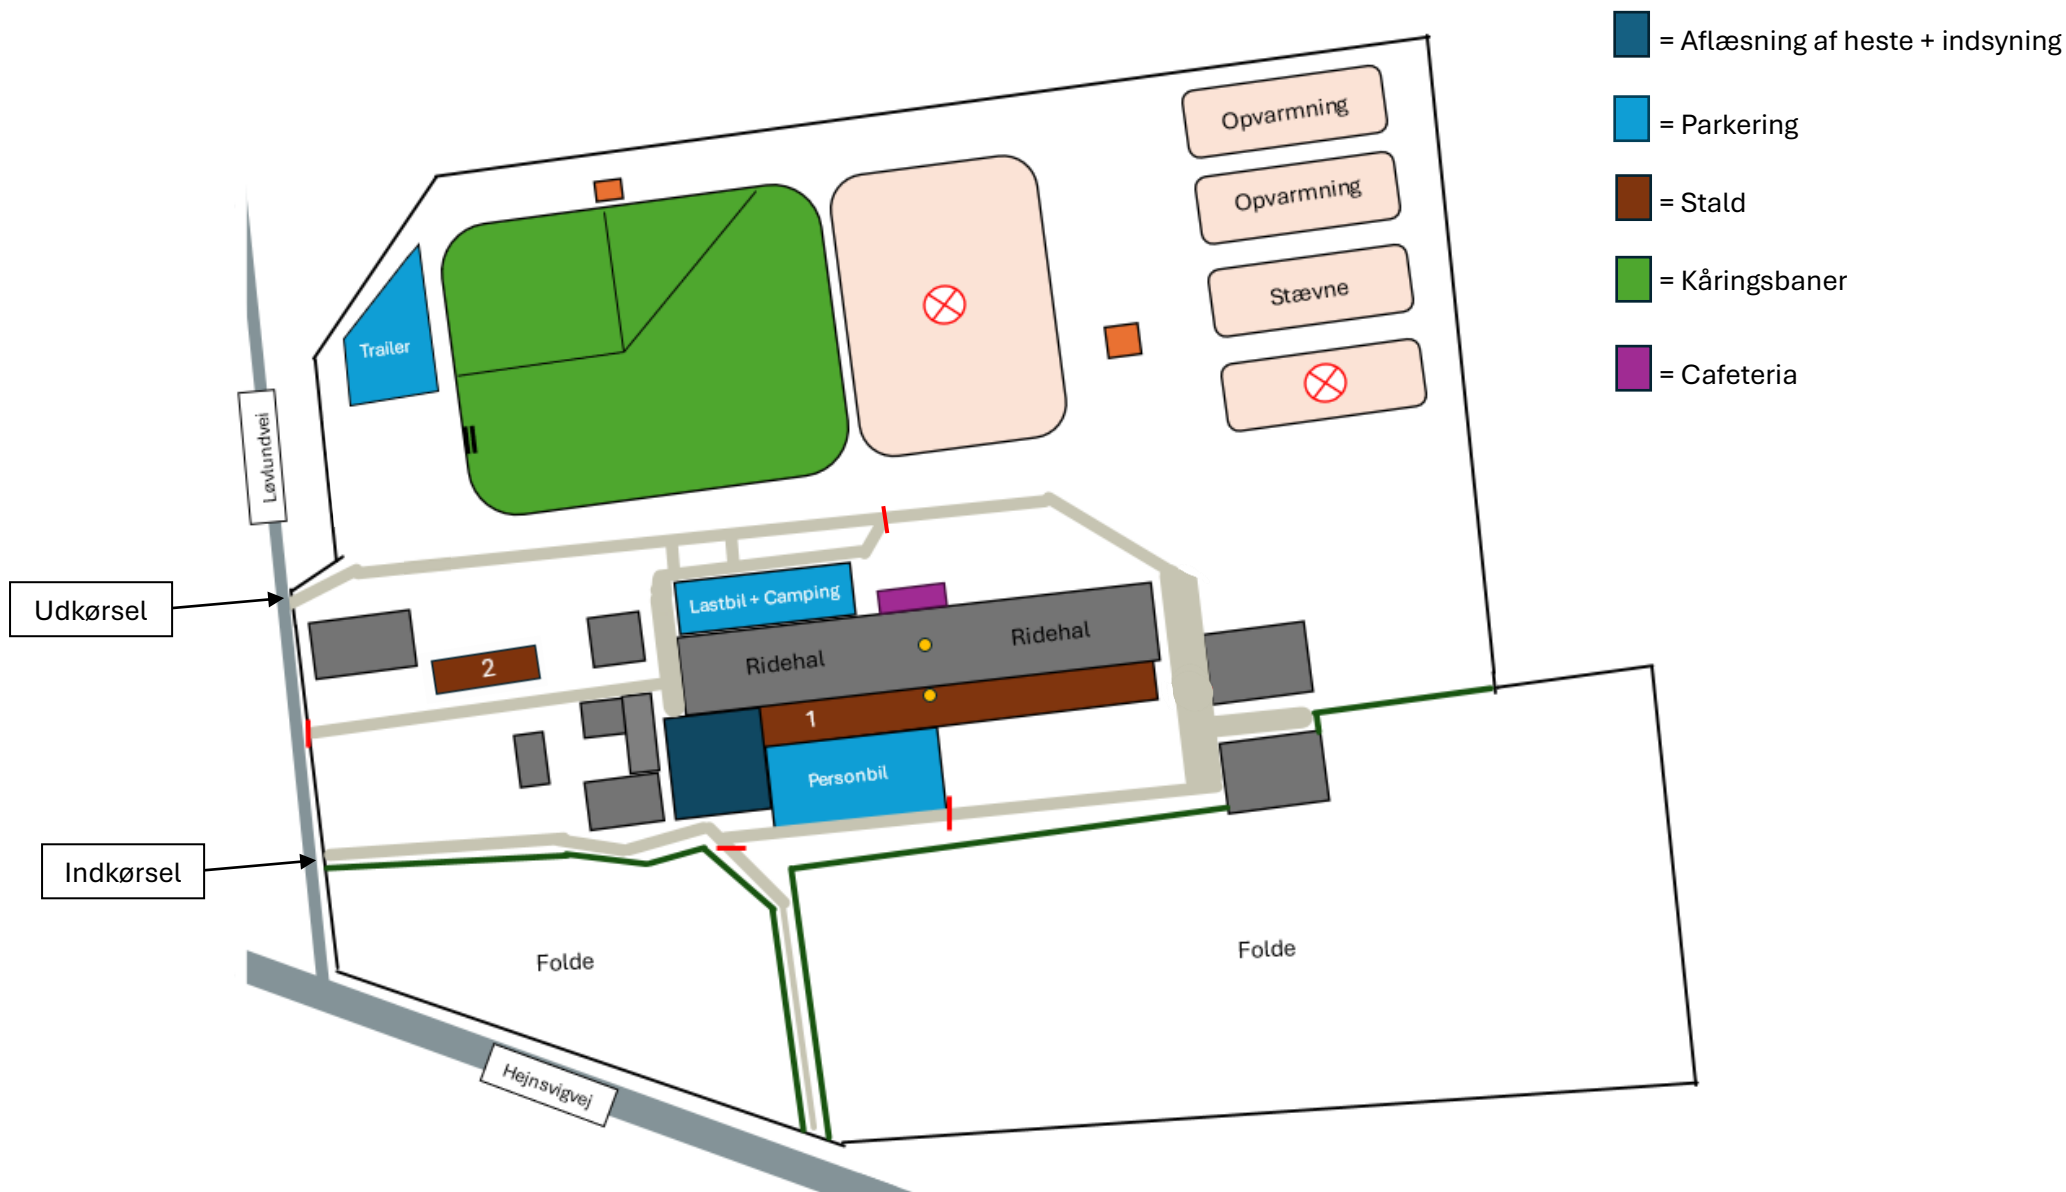 = Aflæsning af heste + indsyning
= Parkering
= Stald
= Kåringsbaner
= Cafeteria
Opvarmning
Opvarmning
Stævne
Trailer
Løvlundvej
Udkørsel
Lastbil + Camping
Ridehal
Ridehal
2
1
Personbil
Indkørsel
Folde
Folde
Hejnsvigvej